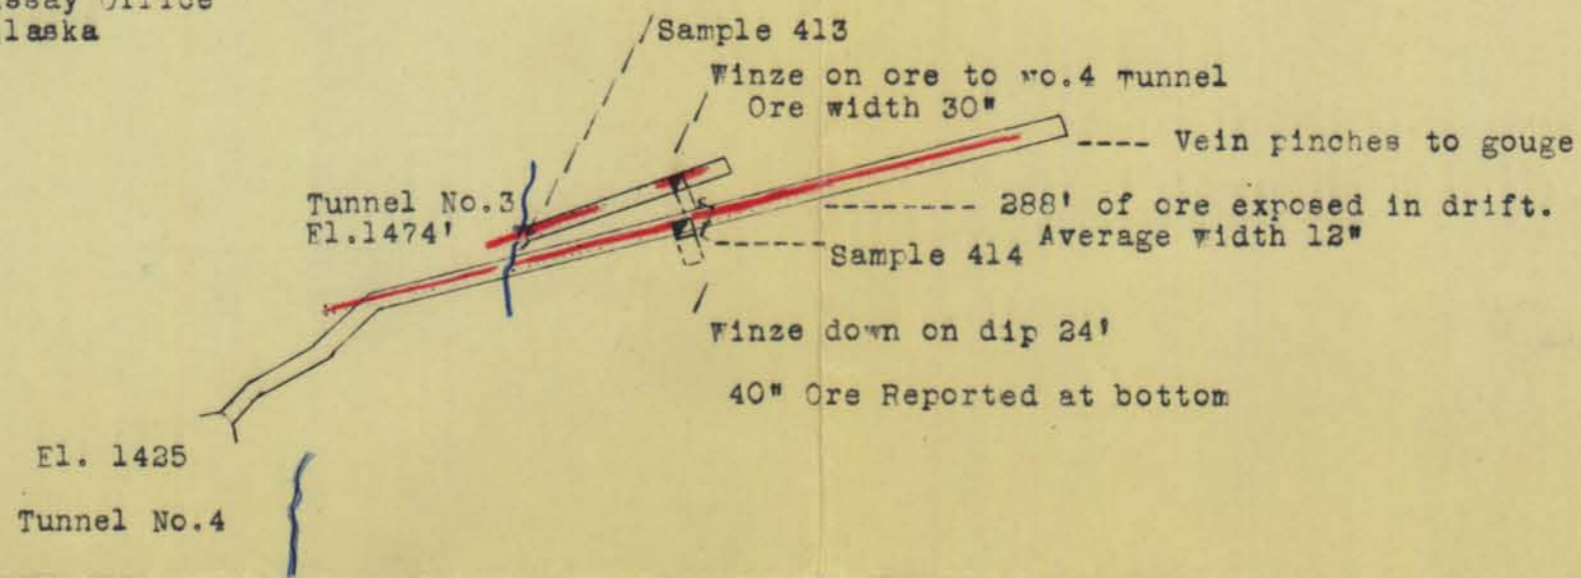 Assay Office
Alaska
Sample 413
Winze on ore to No.4 Tunnel
Ore width 30"
Vein pinches to gouge
Tunnel No.3
El.1474'
288' of ore exposed in drift.
Average width 12"
Sample 414
Winze down on dip 24'
40" Ore Reported at bottom
El. 1425
Tunnel No.4